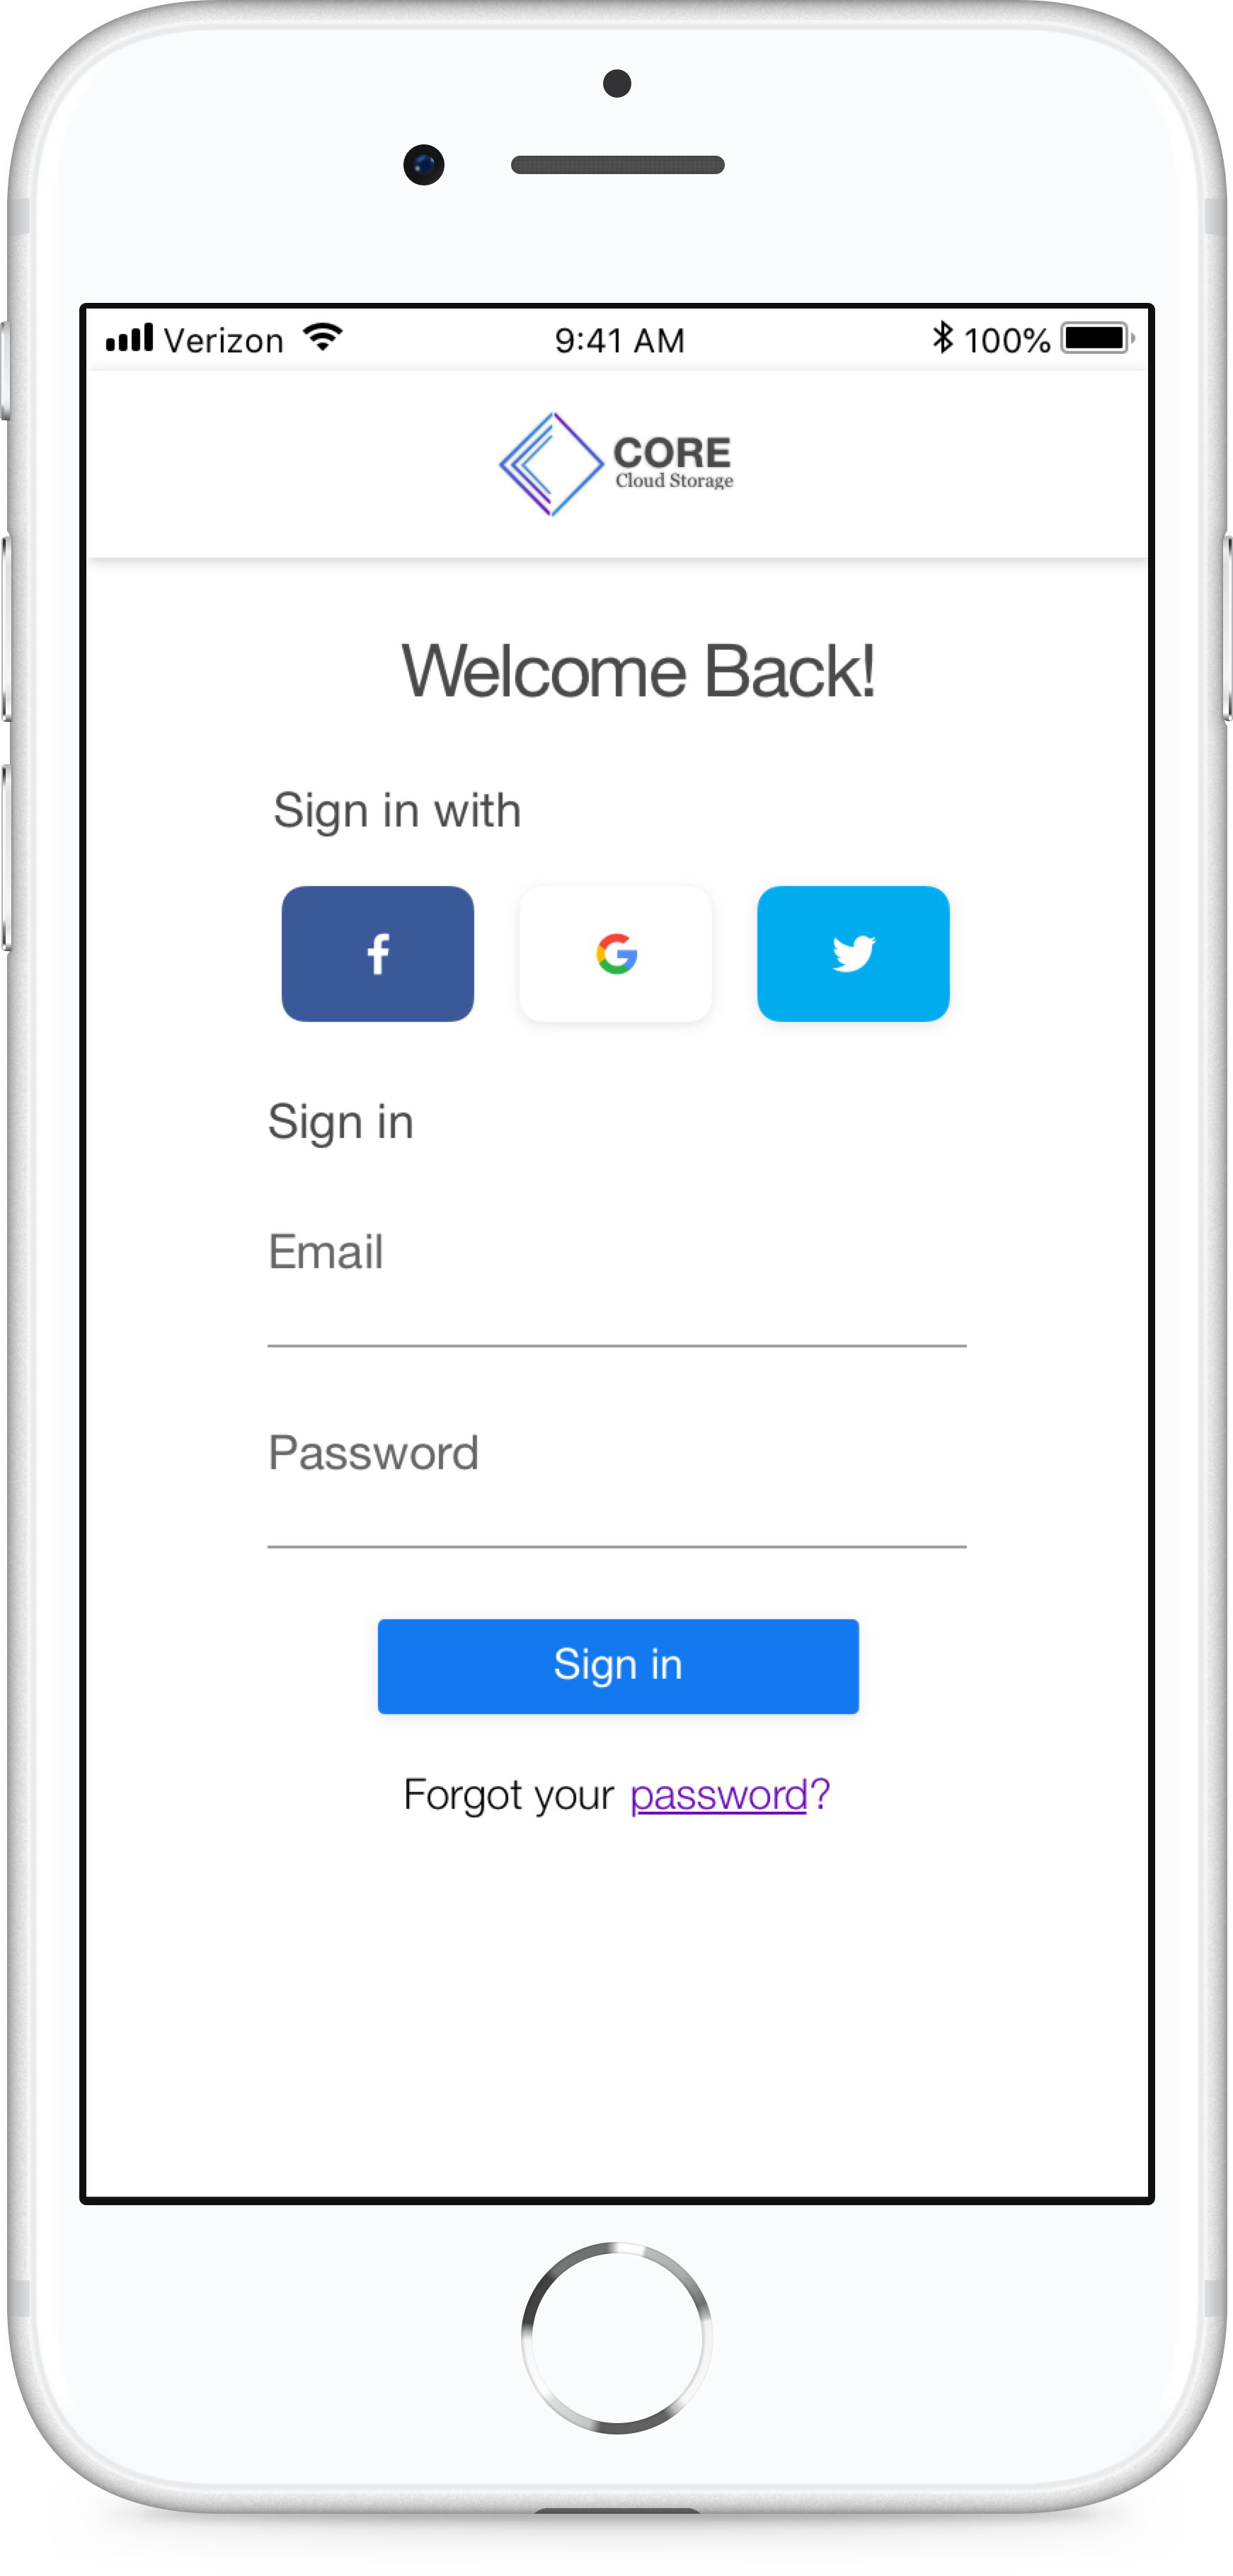 Verizon 9:41 AM 100%
CORE
Cloud Storage
Welcome Back!
Sign in with
Sign in
Email
Password
Sign in
Forgot your password?